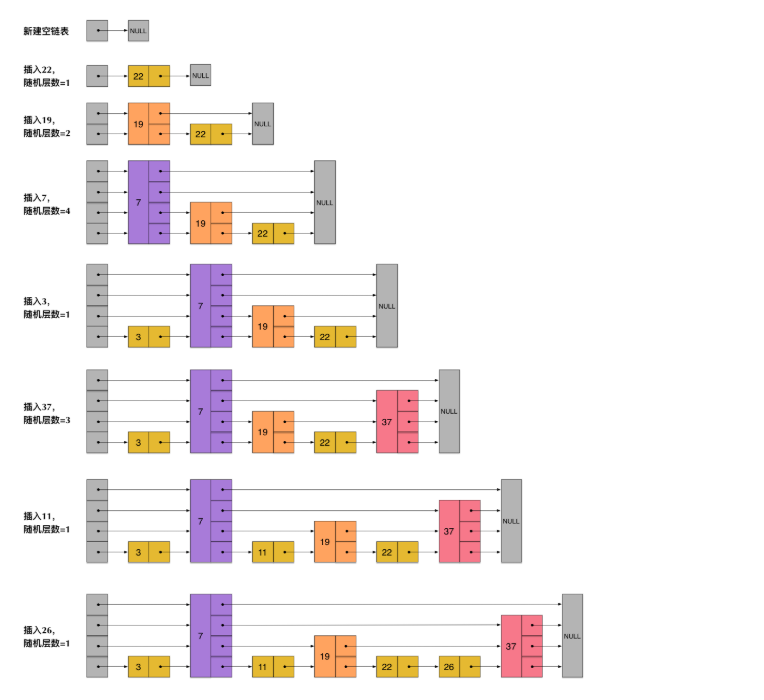 新建空链表
NULL
插入22,
随机层数=1
22
NULL
插入19,
随机层数=2
19
22
NULL
插入7,
随机层数=4
7
19
22
NULL
插入3,
随机层数=1
3
7
19
22
NULL
插入37,
随机层数=3
3
7
19
22
37
NULL
插入11,
随机层数=1
3
7
11
19
22
37
NULL
插入26,
随机层数=1
3
7
11
19
22
26
37
NULL